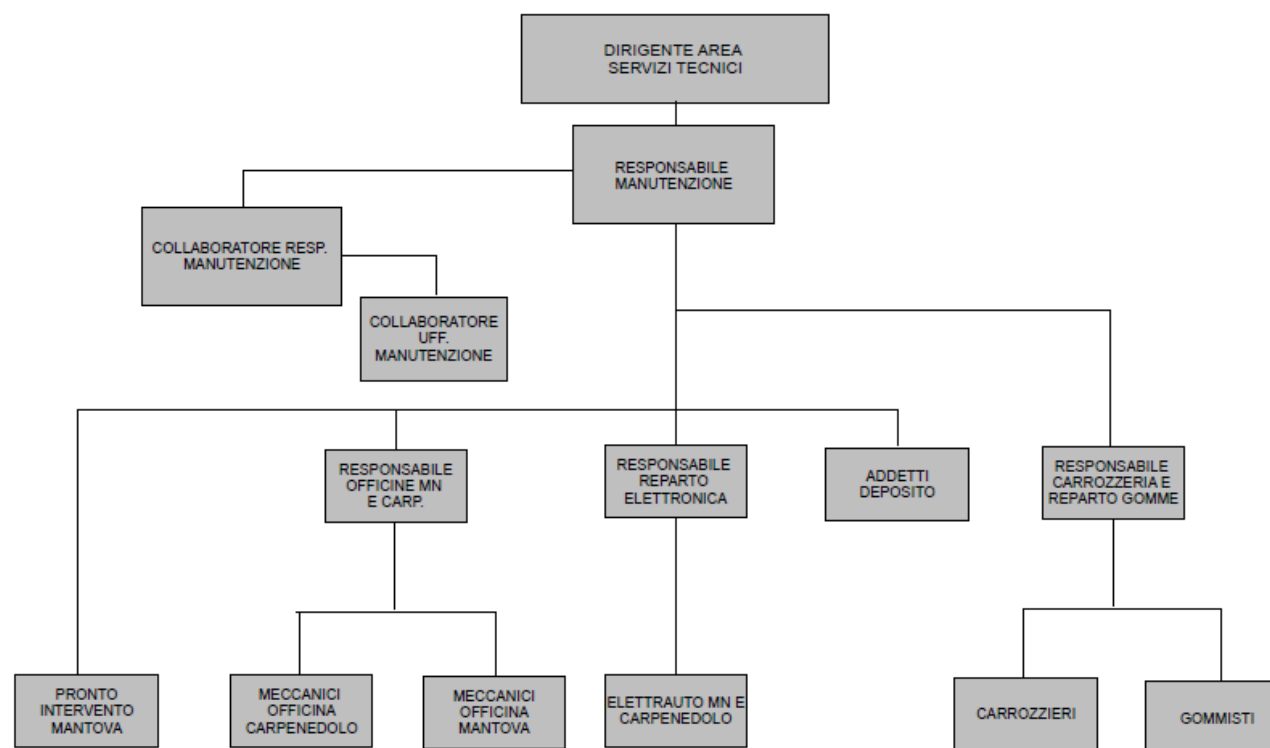 DIRIGENTE AREA
SERVIZI TECNICI
RESPONSABILE
MANUTENZIONE
COLLABORATORE RESP.
MANUTENZIONE
COLLABORATORE
UFF.
MANUTENZIONE
RESPONSABILE
OFFICINE MN
E CARP.
RESPONSABILE
REPARTO
ELETTRONICA
ADDETTI
DEPOSITO
RESPONSABILE
CARROZZERIA E
REPARTO GOMME
PRONTO
INTERVENTO
MANTOVA
MECCANICI
OFFICINA
CARPENEDOLO
MECCANICI
OFFICINA
MANTOVA
ELETTRAUTO MN E
CARPENEDOLO
CARROZZIERI
GOMMISTI